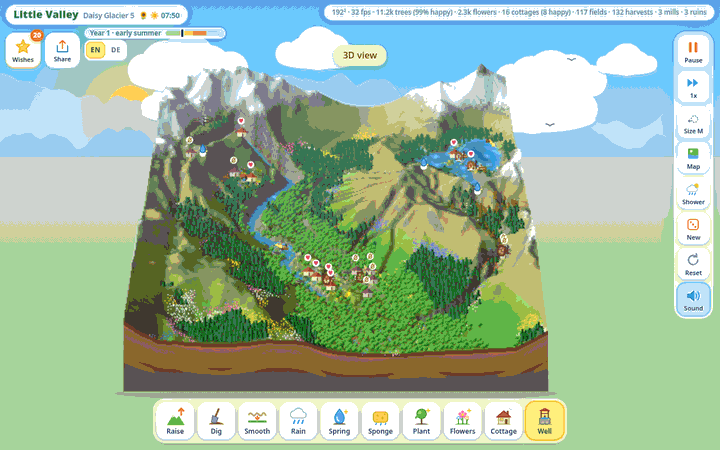 Little Valley Daisy Glacier 5 07:50
192² · 32 fps · 11.2k trees (99% happy) · 2.3k flowers · 16 cottages (8 happy) · 117 fields · 132 harvests · 3 mills · 3 ruins
Year 1 · early summer
20
Wishes
Share
EN
DE
3D view
Pause
1x
Size M
Map
Shower
New
Reset
Sound
Raise
Dig
Smooth
Rain
Spring
Sponge
Plant
Flowers
Cottage
Well